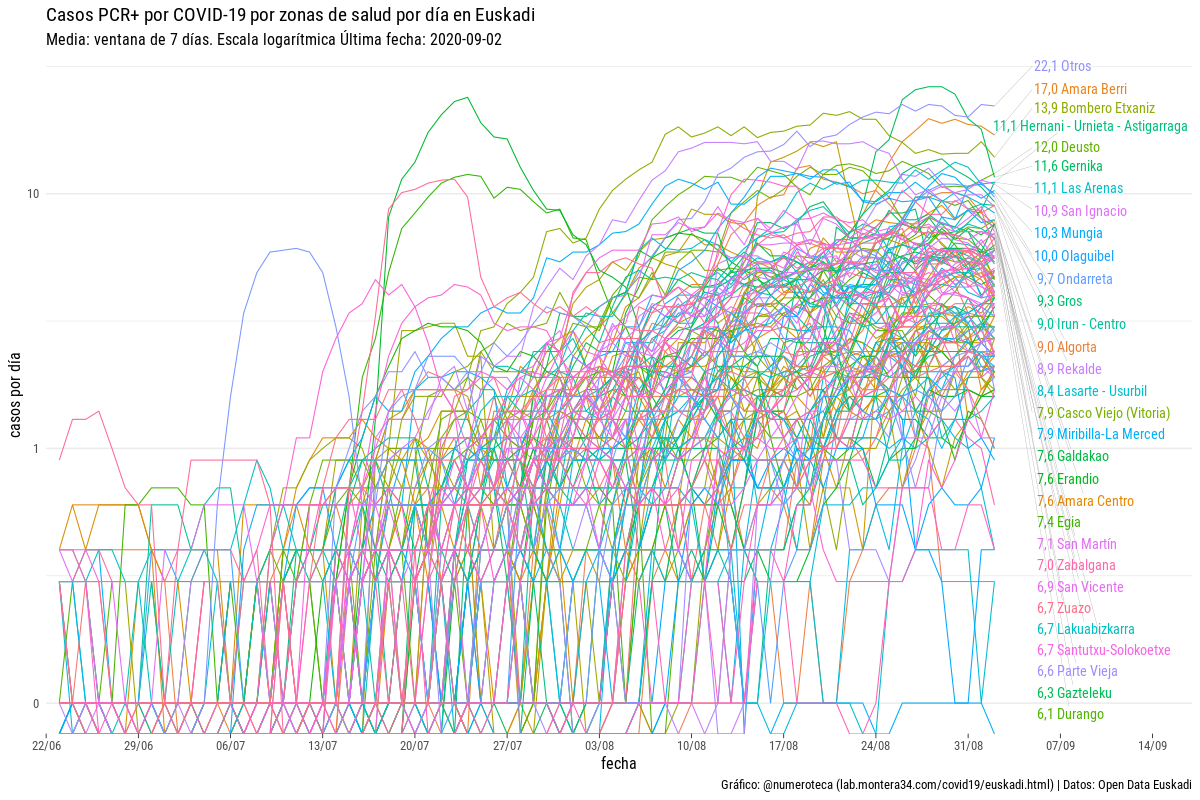 Casos PCR+ por COVID-19 por zonas de salud por día en Euskadi
Media: ventana de 7 días. Escala logarítmica Última fecha: 2020-09-02
22,1 Otros
17,0 Amara Berri
13,9 Bombero Etxaniz
11,1 Hernani - Urnieta - Astigarraga
12,0 Deusto
11,6 Gernika
11,1 Las Arenas
10,9 San Ignacio
10,3 Mungia
10,0 Olaguibel
9,7 Ondarreta
9,3 Gros
9,0 Irun - Centro
9,0 Algorta
8,9 Rekalde
8,4 Lasarte - Usurbil
7,9 Casco Viejo (Vitoria)
7,9 Miribilla-La Merced
7,6 Galdakao
7,6 Erandio
7,6 Amara Centro
7,4 Egia
7,1 San Martín
7,0 Zabalgana
6,9 San Vicente
6,7 Zuazo
6,7 Lakuabizkarra
6,7 Santutxu-Solokoetxe
6,6 Parte Vieja
6,3 Gazteleku
6,1 Durango
casos por día
10
1
0
22/06 29/06 06/07 13/07 20/07 27/07 03/08 10/08 17/08 24/08 31/08 07/09 14/09
fecha
Gráfico: @numeroteca (lab.montera34.com/covid19/euskadi.html) | Datos: Open Data Euskadi